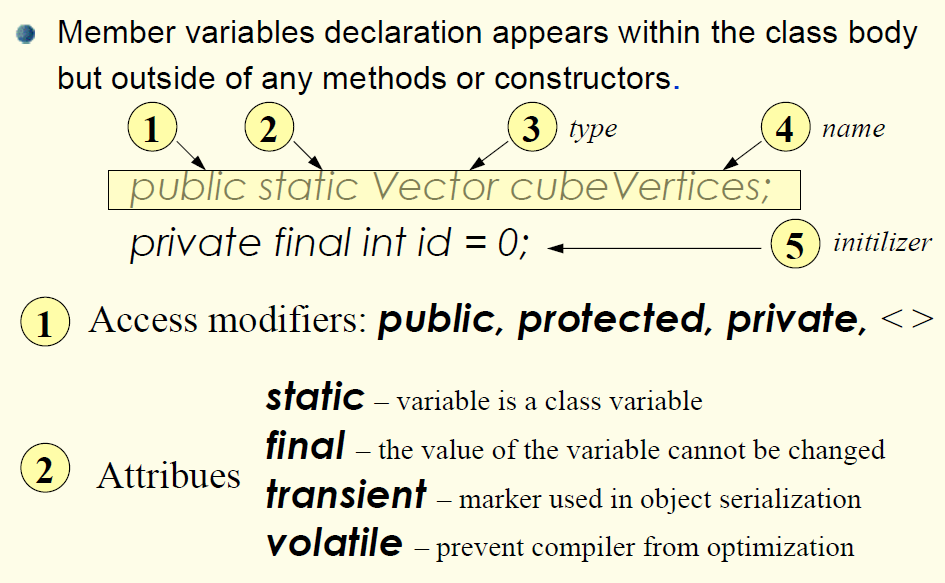 Member variables declaration appears within the class body
but outside of any methods or constructors.
1 2 3 type 4 name
public static Vector cubeVertices;
private final int id = 0; 5 initilizer
1 Access modifiers: public, protected, private, < >
static – variable is a class variable
final – the value of the variable cannot be changed
2 Attribues
transient – marker used in object serialization
volatile – prevent compiler from optimization